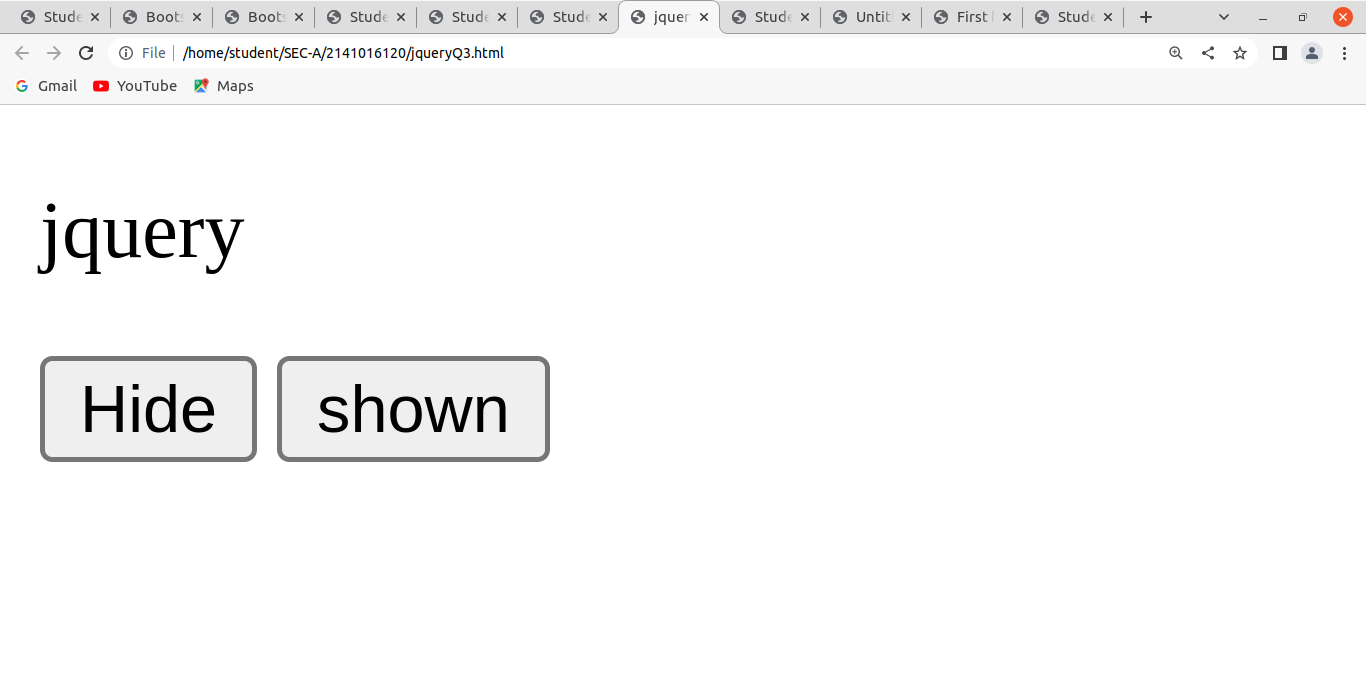 Stude Boots Boots Stude Stude Stude jquer Stude Untit First Stude
File /home/student/SEC-A/2141016120/jqueryQ3.html
Gmail YouTube Maps
jquery
Hide shown